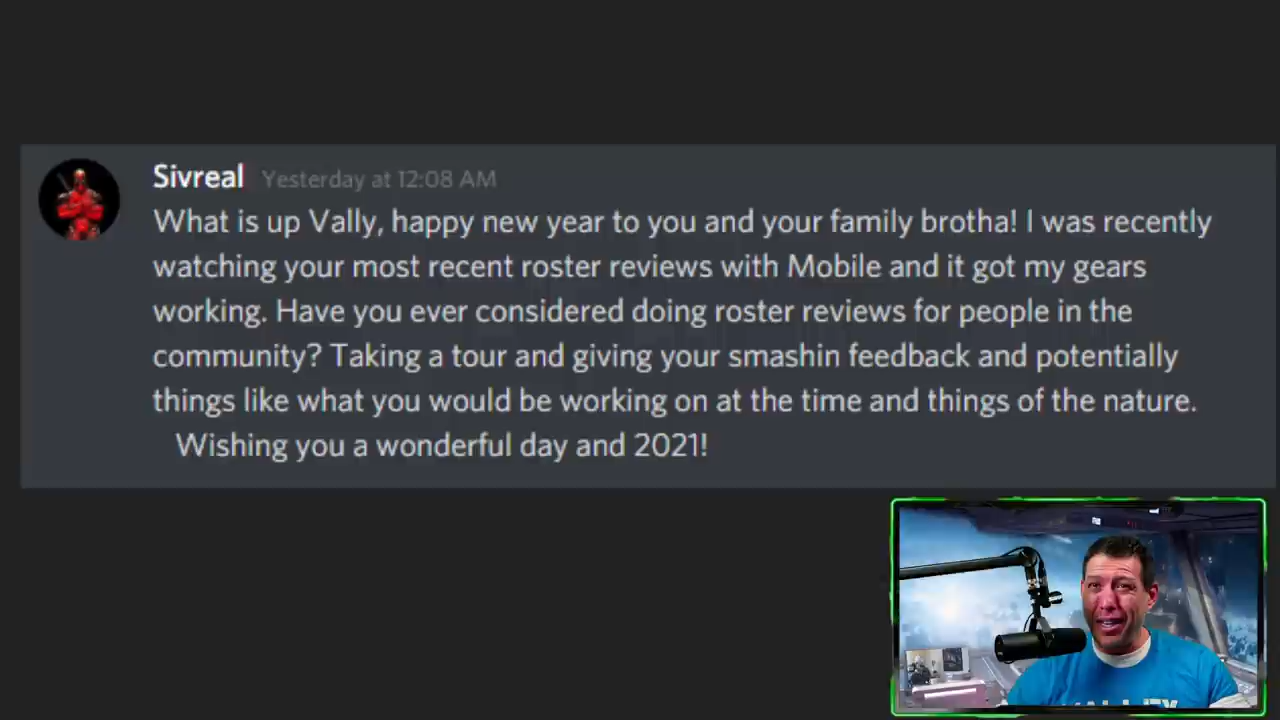 Sivreal Yesterday at 12:08 AM
What is up Vally, happy new year to you and your family brotha! I was recently
watching your most recent roster reviews with Mobile and it got my gears
working. Have you ever considered doing roster reviews for people in the
community? Taking a tour and giving your smashin feedback and potentially
things like what you would be working on at the time and things of the nature.
Wishing you a wonderful day and 2021!